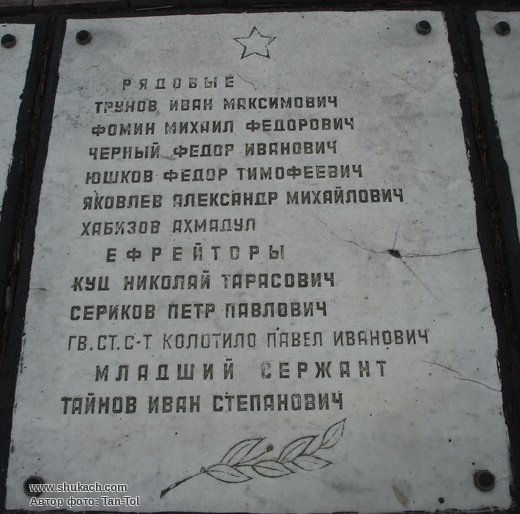 РЯДОВЫЕ
ТРУНОВ ИВАН МАКСИМОВИЧ
ФОМИН МИХАИЛ ФЕДОРОВИЧ
ЧЕРНЫЙ ФЕДОР ИВАНОВИЧ
ЮШКОВ ФЕДОР ТИМОФЕЕВИЧ
ЯКОВЛЕВ АЛЕКСАНДР МИХАЙЛОВИЧ
ХАБИЗОВ АХМАДУЛ
ЕФРЕЙТОРЫ
КУЦ НИКОЛАЙ ТАРАСОВИЧ
СЕРИКОВ ПЕТР ПАВЛОВИЧ
ГВ.СТ.С-Т КОЛОТИЛО ПАВЕЛ ИВАНОВИЧ
МЛАДШИЙ СЕРЖАНТ
ТАЙМОВ ИВАН СТЕПАНОВИЧ
www.shukach.com
Автор фото: Tan-Tol